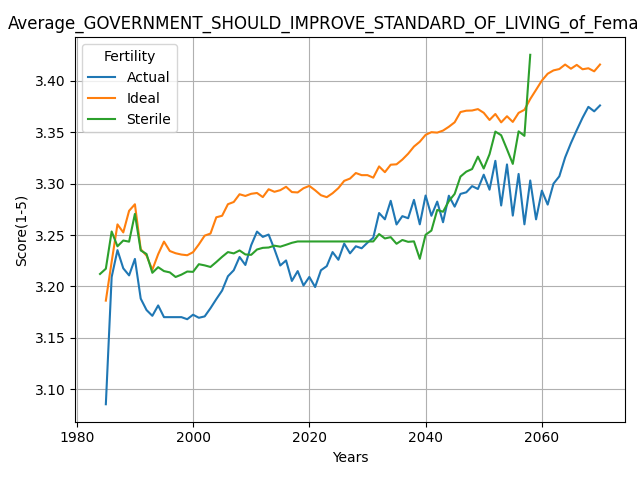 Average_GOVERNMENT_SHOULD_IMPROVE_STANDARD_OF_LIVING_of_Fema
Fertility
Actual
Ideal
Sterile
Score(1-5)
3.40
3.35
3.30
3.25
3.20
3.15
3.10
1980 2000 2020 2040 2060
Years